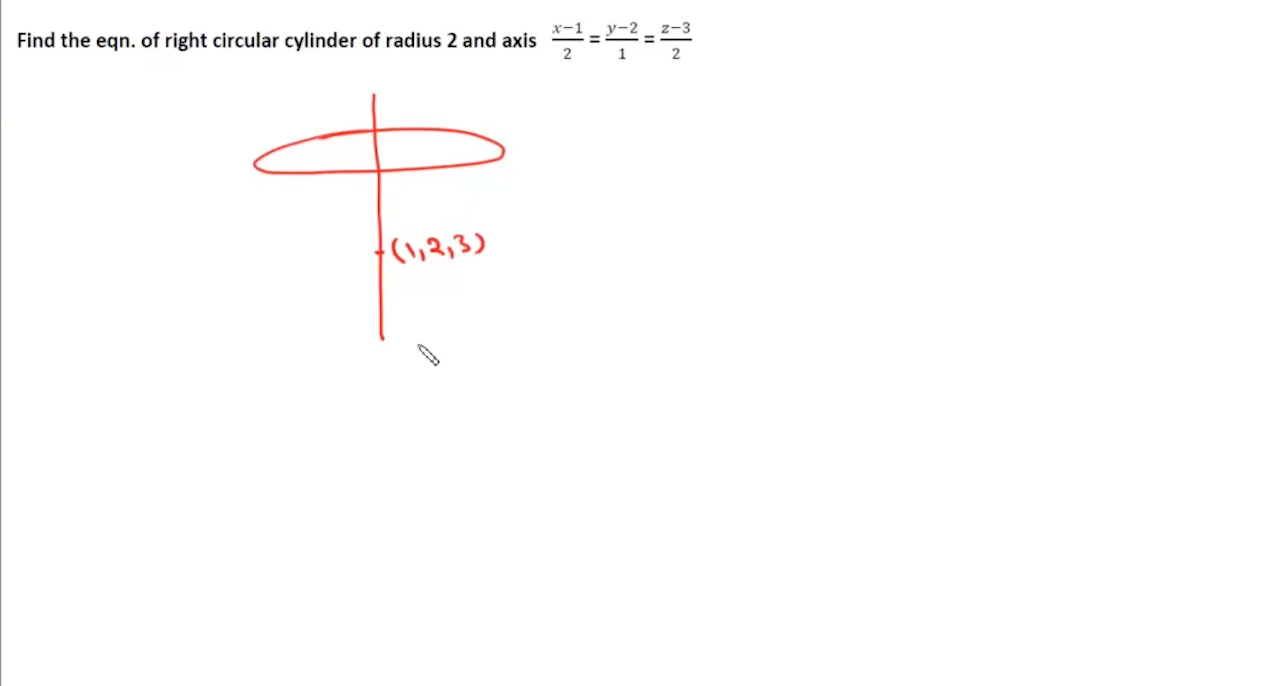 Find the eqn. of right circular cylinder of radius 2 and axis x−1/2 = y−2/1 = z−3/2
(1,2,3)